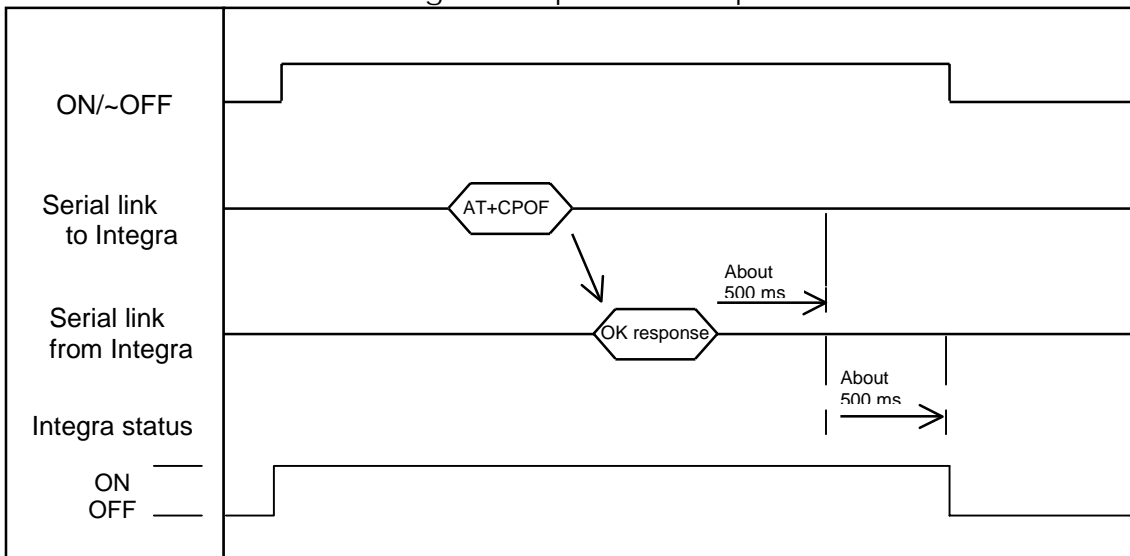 ON/~OFF
Serial link
to Integra
AT+CPOF
About
500 ms
Serial link
from Integra
OK response
About
500 ms
Integra status
ON
OFF